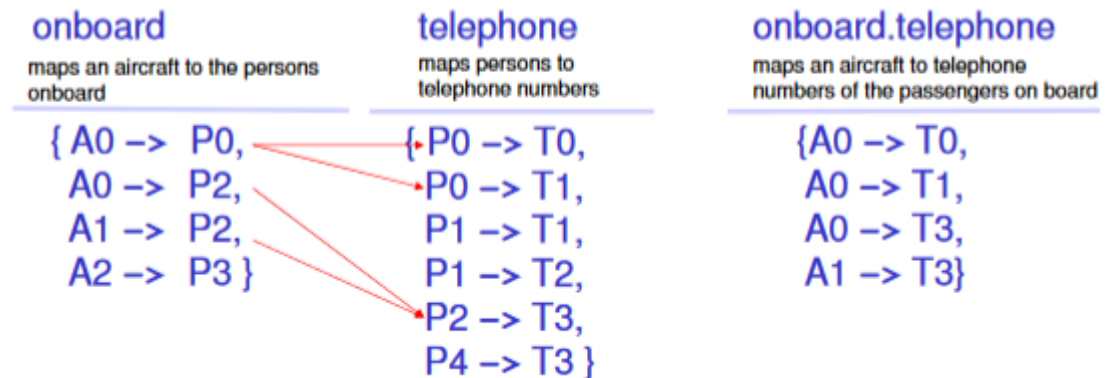 onboard
maps an aircraft to the persons
onboard
{ A0 –> P0,
A0 –> P2,
A1 –> P2,
A2 –> P3 }
telephone
maps persons to
telephone numbers
{ P0 –> T0,
P0 –> T1,
P1 –> T1,
P1 –> T2,
P2 –> T3,
P4 –> T3 }
onboard.telephone
maps an aircraft to telephone
numbers of the passengers on board
{A0 –> T0,
A0 –> T1,
A0 –> T3,
A1 –> T3}